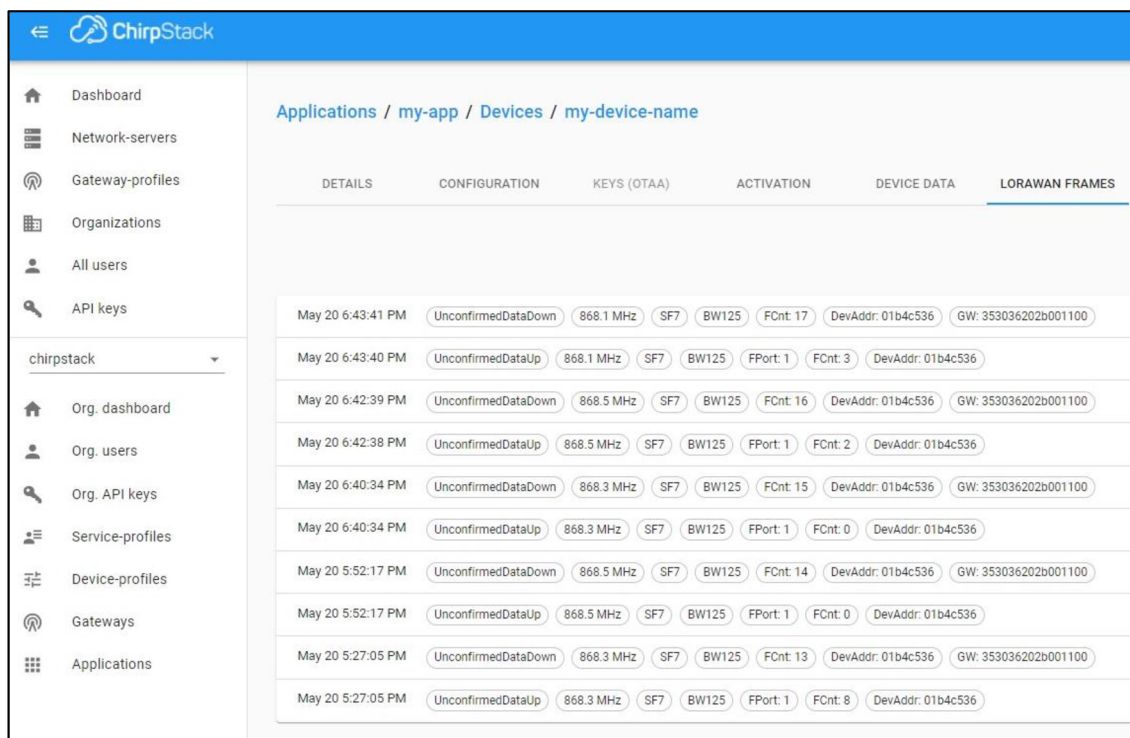 ChirpStack
Dashboard
Network-servers
Gateway-profiles
Organizations
All users
API keys
chirpstack
Org. dashboard
Org. users
Org. API keys
Service-profiles
Device-profiles
Gateways
Applications
Applications / my-app / Devices / my-device-name
DETAILS CONFIGURATION KEYS (OTAA) ACTIVATION DEVICE DATA LORAWAN FRAMES
May 20 6:43:41 PM UnconfirmedDataDown 868.1 MHz SF7 BW125 FCnt: 17 DevAddr: 01b4c536 GW: 353036202b001100
May 20 6:43:40 PM UnconfirmedDataUp 868.1 MHz SF7 BW125 FPort: 1 FCnt: 3 DevAddr: 01b4c536
May 20 6:42:39 PM UnconfirmedDataDown 868.5 MHz SF7 BW125 FCnt: 16 DevAddr: 01b4c536 GW: 353036202b001100
May 20 6:42:38 PM UnconfirmedDataUp 868.5 MHz SF7 BW125 FPort: 1 FCnt: 2 DevAddr: 01b4c536
May 20 6:40:34 PM UnconfirmedDataDown 868.3 MHz SF7 BW125 FCnt: 15 DevAddr: 01b4c536 GW: 353036202b001100
May 20 6:40:34 PM UnconfirmedDataUp 868.3 MHz SF7 BW125 FPort: 1 FCnt: 0 DevAddr: 01b4c536
May 20 5:52:17 PM UnconfirmedDataDown 868.5 MHz SF7 BW125 FCnt: 14 DevAddr: 01b4c536 GW: 353036202b001100
May 20 5:52:17 PM UnconfirmedDataUp 868.5 MHz SF7 BW125 FPort: 1 FCnt: 0 DevAddr: 01b4c536
May 20 5:27:05 PM UnconfirmedDataDown 868.3 MHz SF7 BW125 FCnt: 13 DevAddr: 01b4c536 GW: 353036202b001100
May 20 5:27:05 PM UnconfirmedDataUp 868.3 MHz SF7 BW125 FPort: 1 FCnt: 8 DevAddr: 01b4c536